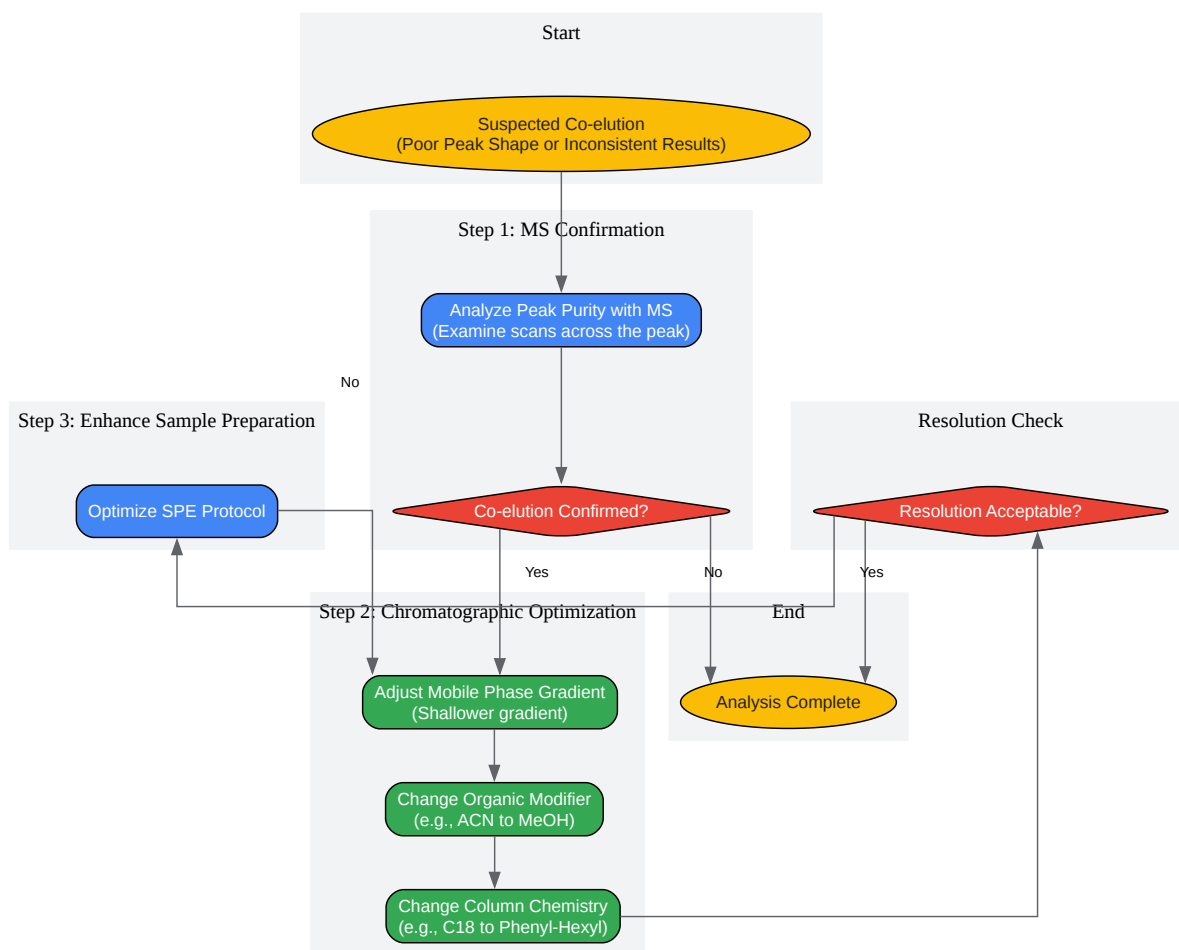 Start
Suspected Co-elution
(Poor Peak Shape or Inconsistent Results)
Step 1: MS Confirmation
Analyze Peak Purity with MS
(Examine scans across the peak)
No
Step 3: Enhance Sample Preparation
Resolution Check
Optimize SPE Protocol
Co-elution Confirmed?
Resolution Acceptable?
Yes
No
Yes
Step 2: Chromatographic Optimization
End
Adjust Mobile Phase Gradient
(Shallower gradient)
Analysis Complete
Change Organic Modifier
(e.g., ACN to MeOH)
Change Column Chemistry
(e.g., C18 to Phenyl-Hexyl)